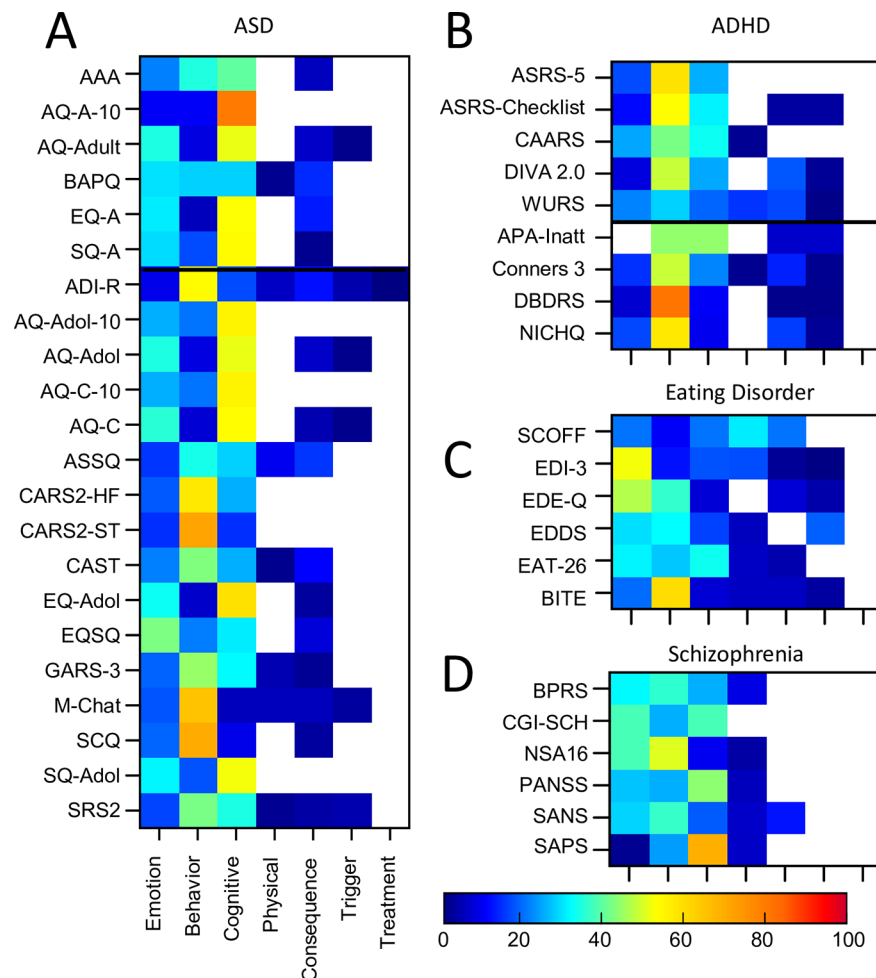 A
ASD
AAA
AQ-A-10
AQ-Adult
BAPQ
EQ-A
SQ-A
ADI-R
AQ-Adol-10
AQ-Adol
AQ-C-10
AQ-C
ASSQ
CARS2-HF
CARS2-ST
CAST
EQ-Adol
EQSQ
GARS-3
M-Chat
SCQ
SQ-Adol
SRS2
Emotion
Behavior
Cognitive
Physical
Consequence
Trigger
Treatment
B
ADHD
ASRS-5
ASRS-Checklist
CAARS
DIVA 2.0
WURS
APA-Inatt
Conners 3
DBDRS
NICHQ
C
Eating Disorder
SCOFF
EDI-3
EDE-Q
EDDS
EAT-26
BITE
D
Schizophrenia
BPRS
CGI-SCH
NSA16
PANSS
SANS
SAPS
0 20 40 60 80 100